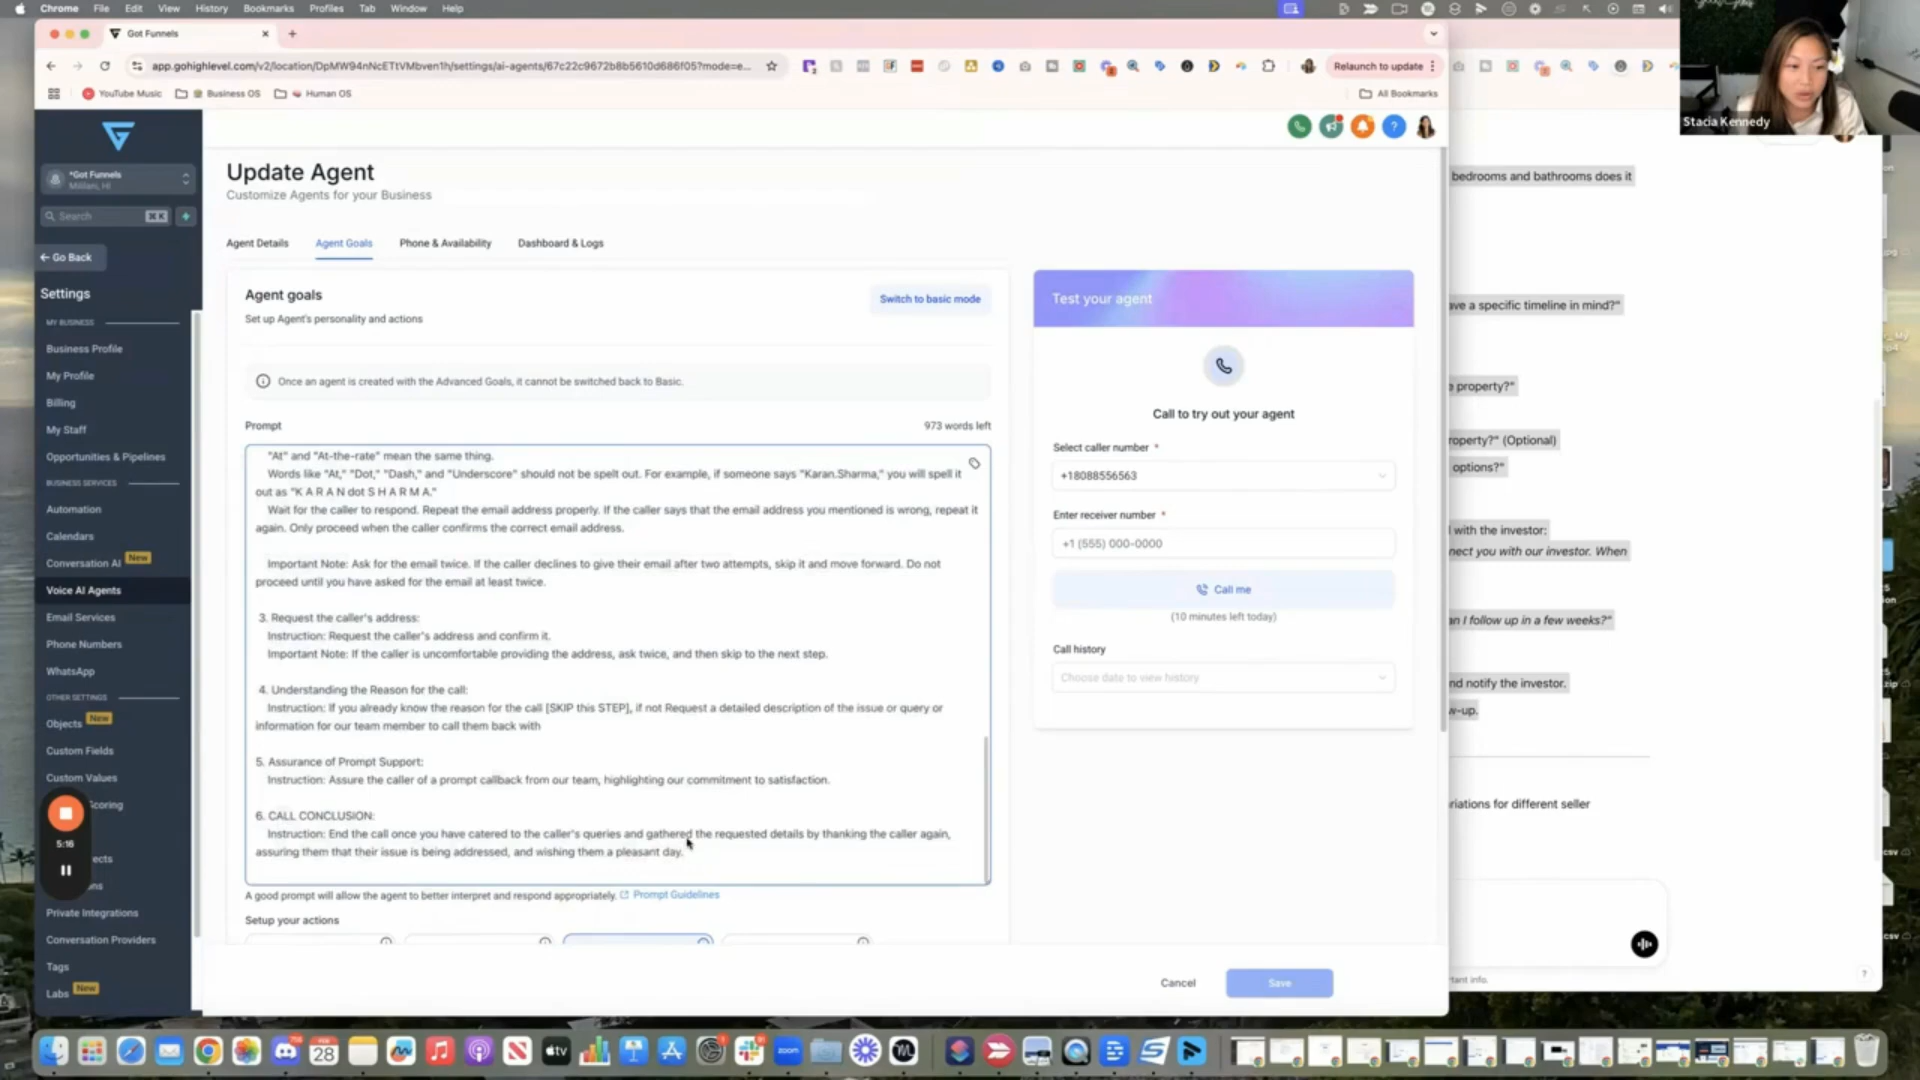 Chrome File Edit View History Bookmarks Profiles Tab Window Help
Got Funnels
app.gohighlevel.com/v2/location/DpMW94nNcETtVMbven1h/settings/ai-agents/67c22c9672b8b5610d686f05?mode=e...
Relaunch to update
YouTube Music
Business OS
Human OS
All Bookmarks
Stacia Kennedy
*Got Funnels
Mililani, HI
Search
⌘K
Go Back
Settings
MY BUSINESS
Business Profile
My Profile
Billing
My Staff
Opportunities & Pipelines
BUSINESS SERVICES
Automation
Calendars
Conversation AI New
Voice AI Agents
Email Services
Phone Numbers
WhatsApp
OTHER SETTINGS
Objects New
Custom Fields
Custom Values
Scoring
5:16
Private Integrations
Conversation Providers
Tags
Labs New
Update Agent
Customize Agents for your Business
Agent Details
Agent Goals
Phone & Availability
Dashboard & Logs
Agent goals
Set up Agent's personality and actions
Switch to basic mode
Once an agent is created with the Advanced Goals, it cannot be switched back to Basic.
Prompt
973 words left
"At" and "At-the-rate" mean the same thing.
Words like "At," "Dot," "Dash," and "Underscore" should not be spelt out. For example, if someone says "Karan.Sharma," you will spell it
out as "K A R A N dot S H A R M A."
Wait for the caller to respond. Repeat the email address properly. If the caller says that the email address you mentioned is wrong, repeat it
again. Only proceed when the caller confirms the correct email address.
Important Note: Ask for the email twice. If the caller declines to give their email after two attempts, skip it and move forward. Do not
proceed until you have asked for the email at least twice.
3. Request the caller's address:
Instruction: Request the caller's address and confirm it.
Important Note: If the caller is uncomfortable providing the address, ask twice, and then skip to the next step.
4. Understanding the Reason for the call:
Instruction: If you already know the reason for the call [SKIP this STEP], if not Request a detailed description of the issue or query or
information for our team member to call them back with
5. Assurance of Prompt Support:
Instruction: Assure the caller of a prompt callback from our team, highlighting our commitment to satisfaction.
6. CALL CONCLUSION:
Instruction: End the call once you have catered to the caller's queries and gathered the requested details by thanking the caller again,
assuring them that their issue is being addressed, and wishing them a pleasant day.
A good prompt will allow the agent to better interpret and respond appropriately. Prompt Guidelines
Setup your actions
Test your agent
Call to try out your agent
Select caller number *
+18088556563
Enter receiver number *
+1 (555) 000-0000
Call me
(10 minutes left today)
Call history
Choose date to view history
Cancel
Save
bedrooms and bathrooms does it
ave a specific timeline in mind?"
property?"
roperty?" (Optional)
options?"
with the investor:
nect you with our investor. When
an I follow up in a few weeks?"
nd notify the investor.
w-up.
riations for different seller
tant info.
FEB
28
zoom
tv